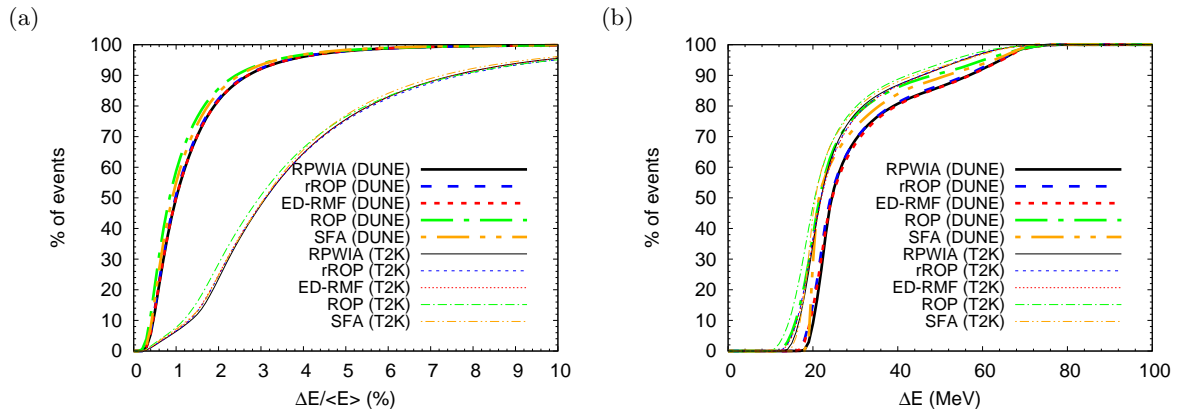 (a)
% of events
100
90
80
70
60
50
40
30
20
10
0
RPWIA (DUNE)
rROP (DUNE)
ED-RMF (DUNE)
ROP (DUNE)
SFA (DUNE)
RPWIA (T2K)
rROP (T2K)
ED-RMF (T2K)
ROP (T2K)
SFA (T2K)
0 1 2 3 4 5 6 7 8 9 10
ΔE/<E> (%)
(b)
% of events
100
90
80
70
60
50
40
30
20
10
0
RPWIA (DUNE)
rROP (DUNE)
ED-RMF (DUNE)
ROP (DUNE)
SFA (DUNE)
RPWIA (T2K)
rROP (T2K)
ED-RMF (T2K)
ROP (T2K)
SFA (T2K)
0 20 40 60 80 100
ΔE (MeV)